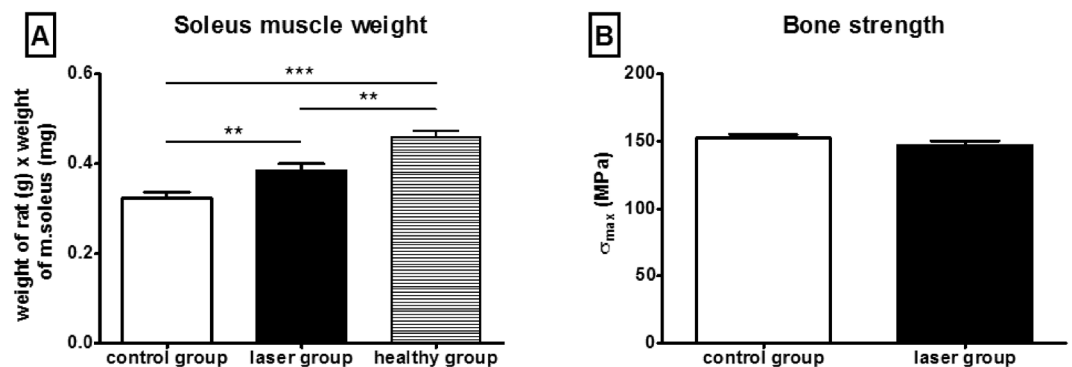 A
Soleus muscle weight
weight of rat (g) x weight
of m.soleus (mg)
0.6
0.4
0.2
0.0
***
**
**
control group
laser group
healthy group
B
Bone strength
σmax (MPa)
200
150
100
50
0
control group
laser group